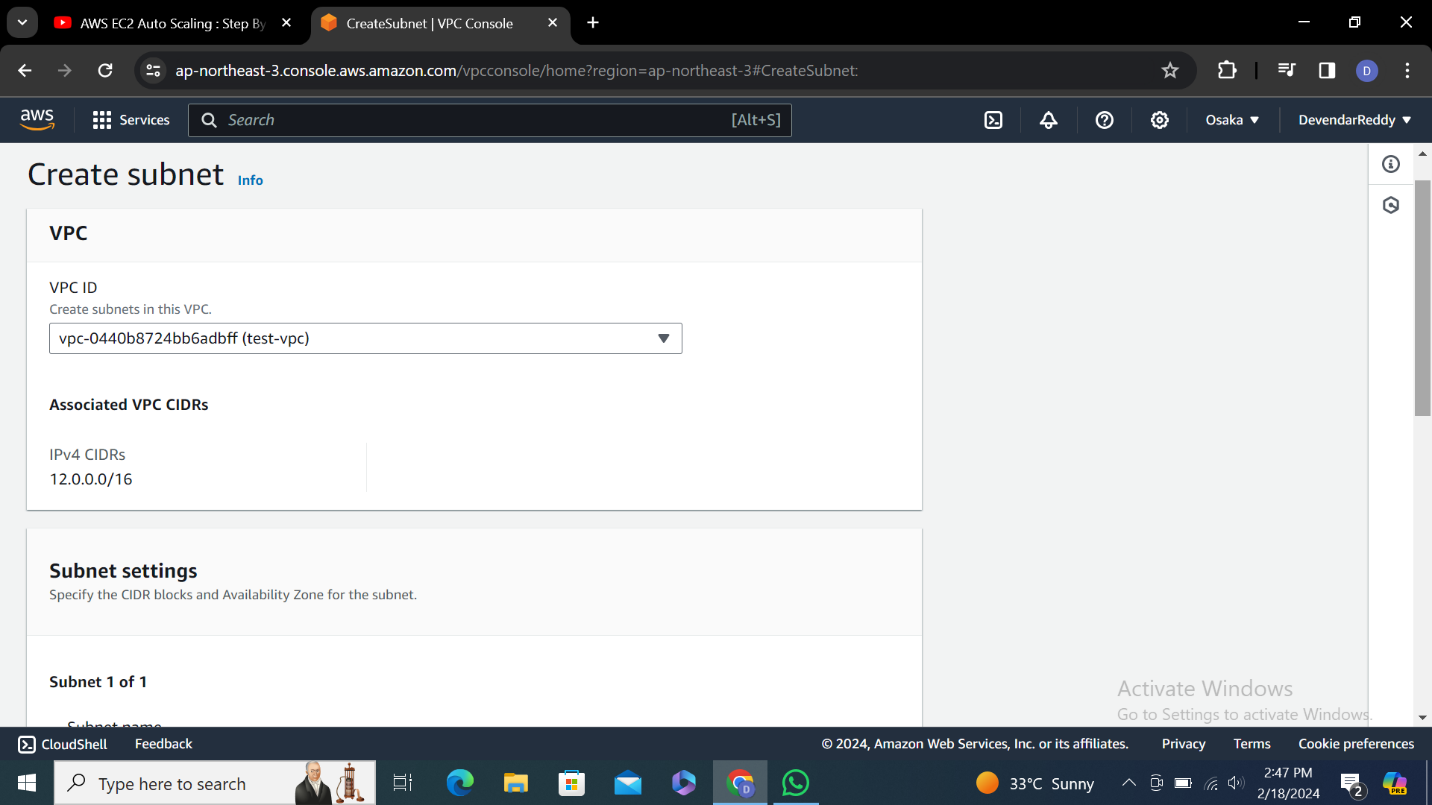 AWS EC2 Auto Scaling : Step By
CreateSubnet | VPC Console
ap-northeast-3.console.aws.amazon.com/vpcconsole/home?region=ap-northeast-3#CreateSubnet:
D
aws
Services
Search
[Alt+S]
Osaka
DevendarReddy
Create subnet
Info
VPC
VPC ID
Create subnets in this VPC.
vpc-0440b8724bb6adbff (test-vpc)
Associated VPC CIDRs
IPv4 CIDRs
12.0.0.0/16
Subnet settings
Specify the CIDR blocks and Availability Zone for the subnet.
Subnet 1 of 1
Subnet name
Activate Windows
Go to Settings to activate Windows.
CloudShell
Feedback
© 2024, Amazon Web Services, Inc. or its affiliates.
Privacy
Terms
Cookie preferences
Type here to search
D
33°C Sunny
2:47 PM
2/18/2024
2
PRE